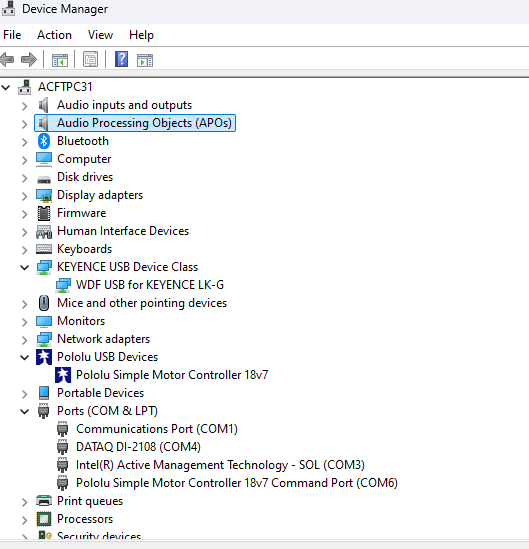 Device Manager
File Action View Help
ACFTPC31
Audio inputs and outputs
Audio Processing Objects (APOs)
Bluetooth
Computer
Disk drives
Display adapters
Firmware
Human Interface Devices
Keyboards
KEYENCE USB Device Class
WDF USB for KEYENCE LK-G
Mice and other pointing devices
Monitors
Network adapters
Pololu USB Devices
Pololu Simple Motor Controller 18v7
Portable Devices
Ports (COM & LPT)
Communications Port (COM1)
DATAQ DI-2108 (COM4)
Intel(R) Active Management Technology - SOL (COM3)
Pololu Simple Motor Controller 18v7 Command Port (COM6)
Print queues
Processors
Security devices